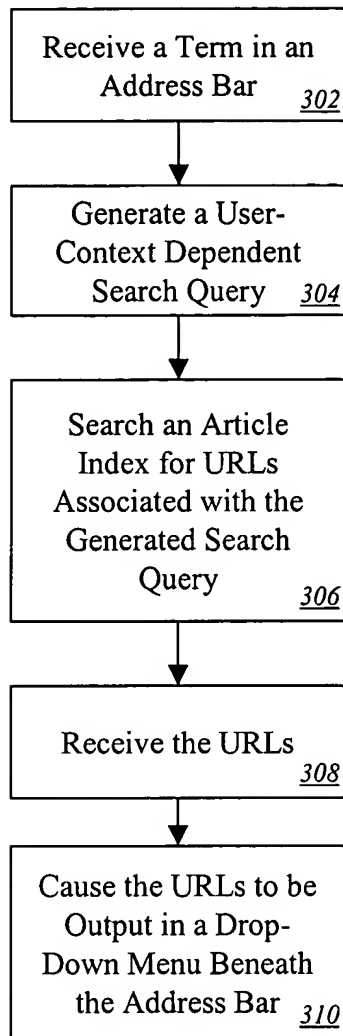 Receive a Term in an
Address Bar
302
Generate a User-
Context Dependent
Search Query
304
Search an Article
Index for URLs
Associated with the
Generated Search
Query
306
Receive the URLs
308
Cause the URLs to be
Output in a Drop-
Down Menu Beneath
the Address Bar
310